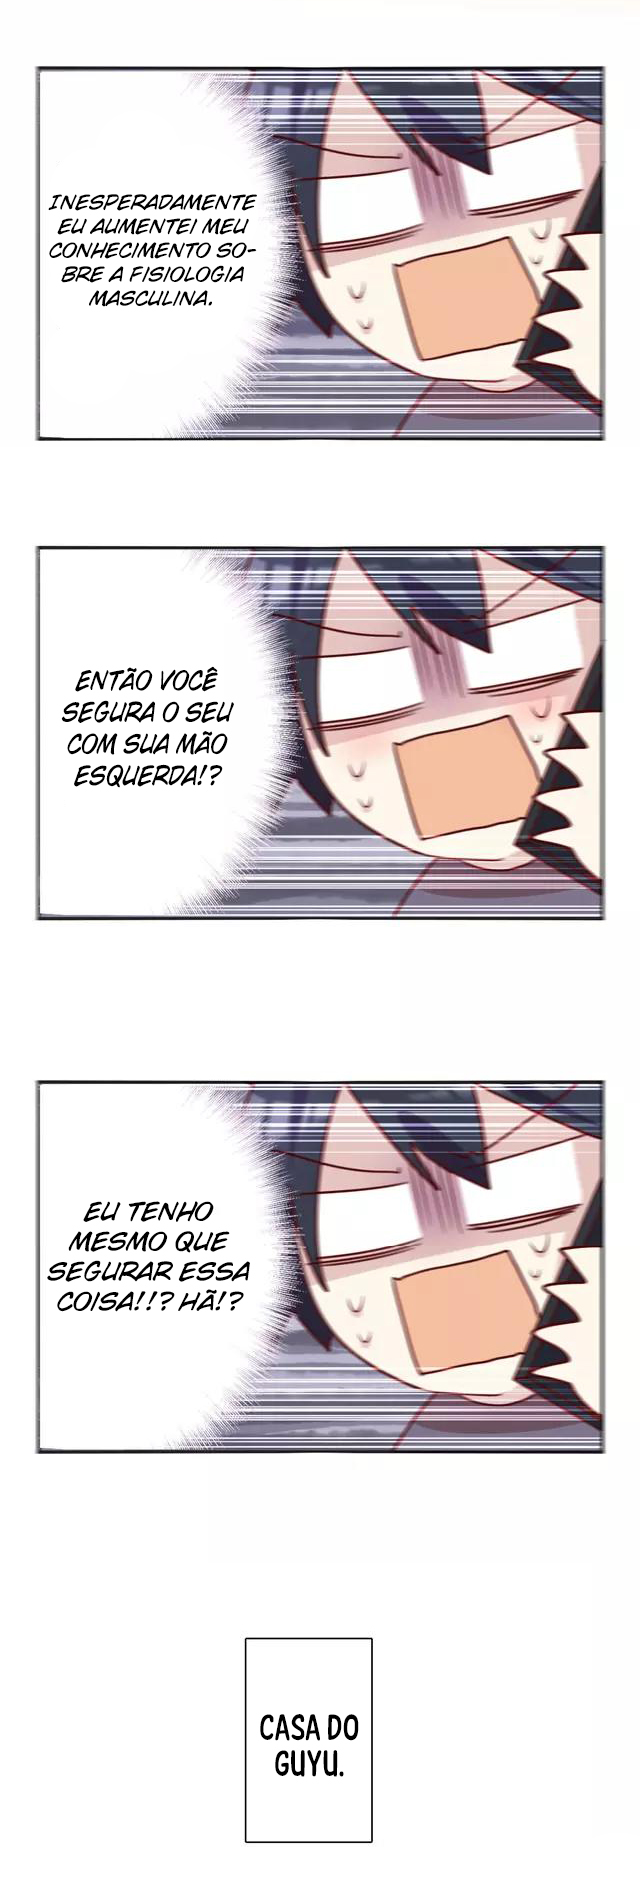 INESPERADAMENTE
EU AUMENTEI MEU
CONHECIMENTO SO-
BRE A FISIOLOGIA
MASCULINA.
ENTÃO VOCÊ
SEGURA O SEU
COM SUA MÃO
ESQUERDA!?
EU TENHO
MESMO QUE
SEGURAR ESSA
COISA!!? HÃ!?
CASA DO
GUYU.